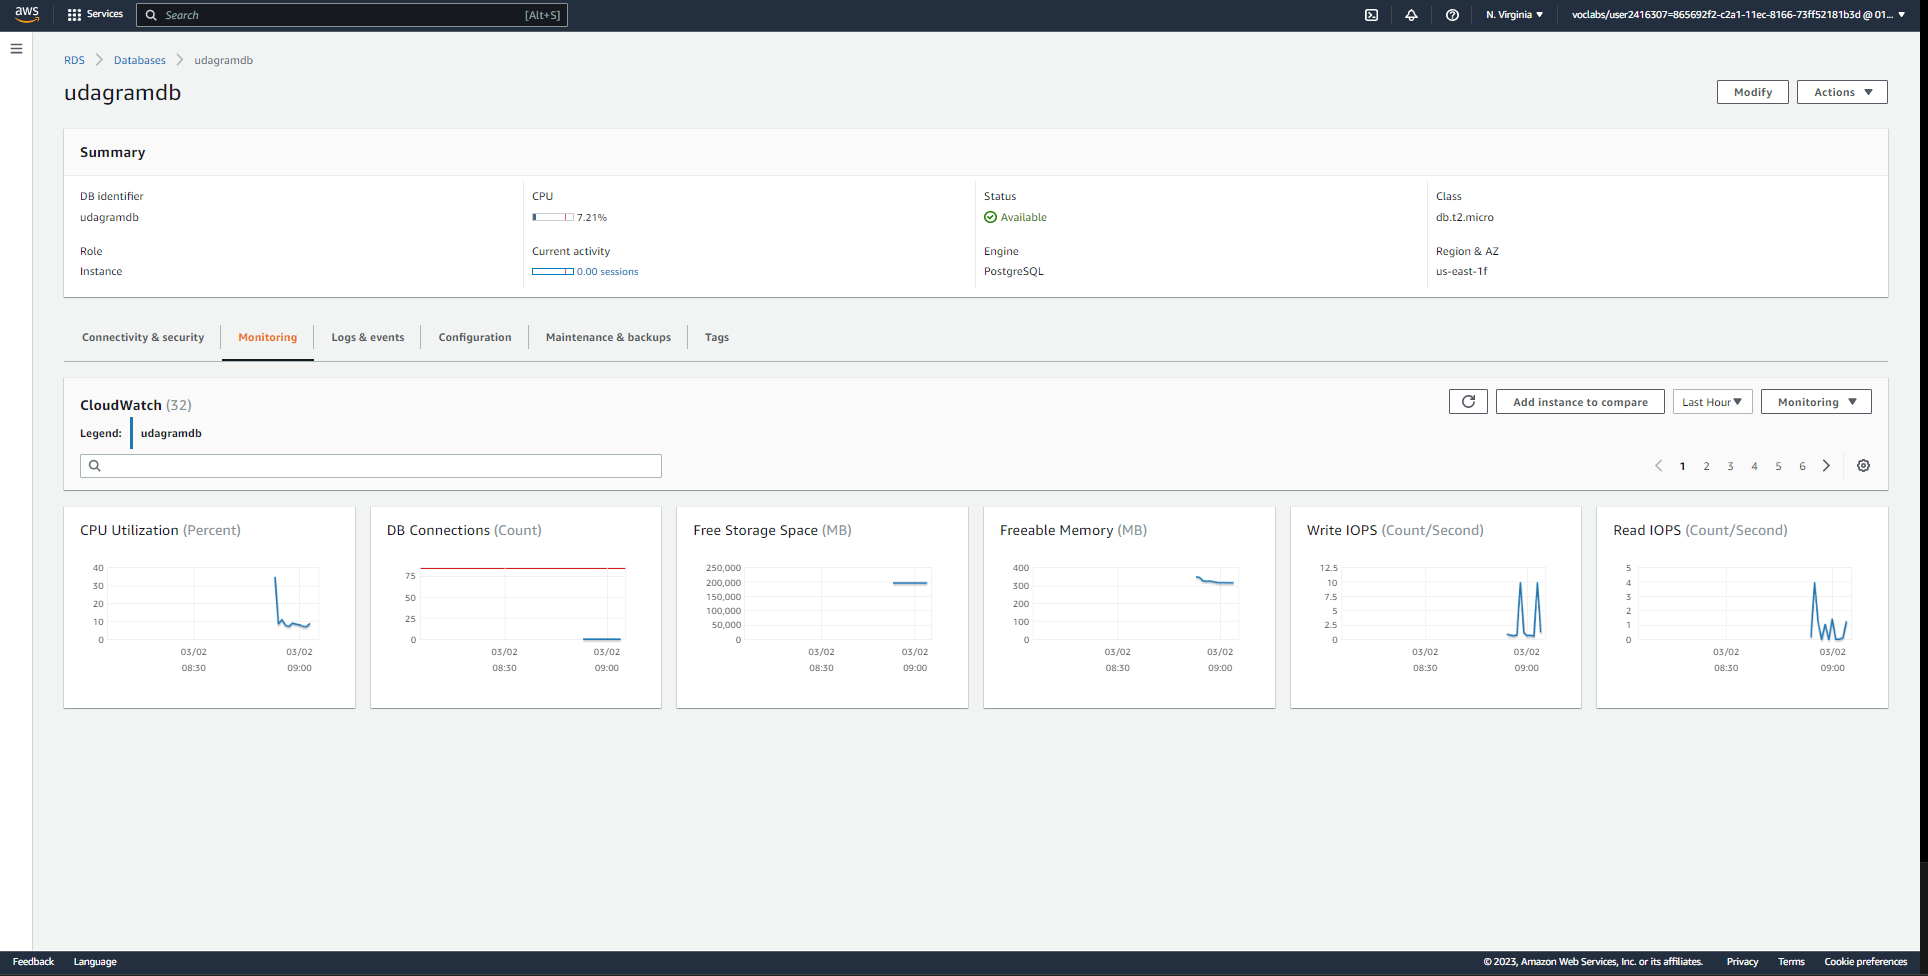 aws
Services
Search [Alt+S]
N. Virginia
voclabs/user2416307=865692f2-c2a1-11ec-8166-73ff52181b3d @ 01...
RDS Databases udagramdb
udagramdb
Modify Actions
Summary
DB identifier CPU Status Class
udagramdb 7.21% Available db.t2.micro
Role Current activity Engine Region & AZ
Instance 0.00 sessions PostgreSQL us-east-1f
Connectivity & security Monitoring Logs & events Configuration Maintenance & backups Tags
CloudWatch (32)
Add instance to compare Last Hour Monitoring
Legend: udagramdb
1 2 3 4 5 6
CPU Utilization (Percent)
40
30
20
10
0
03/02 03/02
08:30 09:00
DB Connections (Count)
75
50
25
0
03/02 03/02
08:30 09:00
Free Storage Space (MB)
250,000
200,000
150,000
100,000
50,000
0
03/02 03/02
08:30 09:00
Freeable Memory (MB)
400
300
200
100
0
03/02 03/02
08:30 09:00
Write IOPS (Count/Second)
12.5
10
7.5
5
2.5
0
03/02 03/02
08:30 09:00
Read IOPS (Count/Second)
5
4
3
2
1
0
03/02 03/02
08:30 09:00
Feedback Language © 2023, Amazon Web Services, Inc. or its affiliates. Privacy Terms Cookie preferences